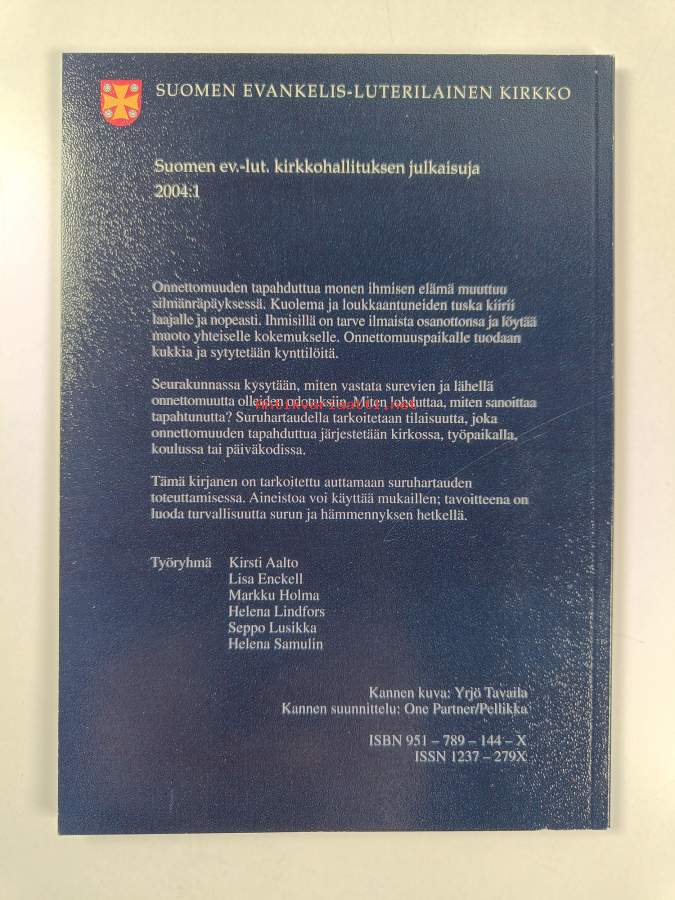 SUOMEN EVANKELIS-LUTERILAINEN KIRKKO
Suomen ev.-lut. kirkkohallituksen julkaisuja
2004:1
Onnettomuuden tapahduttua monen ihmisen elämä muuttuu
silmänräpäyksessä. Kuolema ja loukkaantuneiden tuska kiirii
laajalle ja nopeasti. Ihmisillä on tarve ilmaista osanottonsa ja löytää
muoto yhteiselle kokemukselle. Onnettomuuspaikalle tuodaan
kukkia ja sytytetään kynttilöitä.
Seurakunnassa kysytään, miten vastata surevien ja lähellä
onnettomuutta olleiden odotuksiin. Miten lohduttaa, miten sanoittaa
tapahtunutta? Suruhartaudella tarkoitetaan tilaisuutta, joka
onnettomuuden tapahduttua järjestetään kirkossa, työpaikalla,
koulussa tai päiväkodissa.
Tämä kirjanen on tarkoitettu auttamaan suruhartauden
toteuttamisessa. Aineistoa voi käyttää mukaillen; tavoitteena on
luoda turvallisuutta surun ja hämmennyksen hetkellä.
Työryhmä Kirsti Aalto
Lisa Enckell
Markku Holma
Helena Lindfors
Seppo Lusikka
Helena Samulin
Kannen kuva: Yrjö Tavaila
Kannen suunnittelu: One Partner/Pellikka
ISBN 951 – 789 – 144 – X
ISSN 1237 – 279X